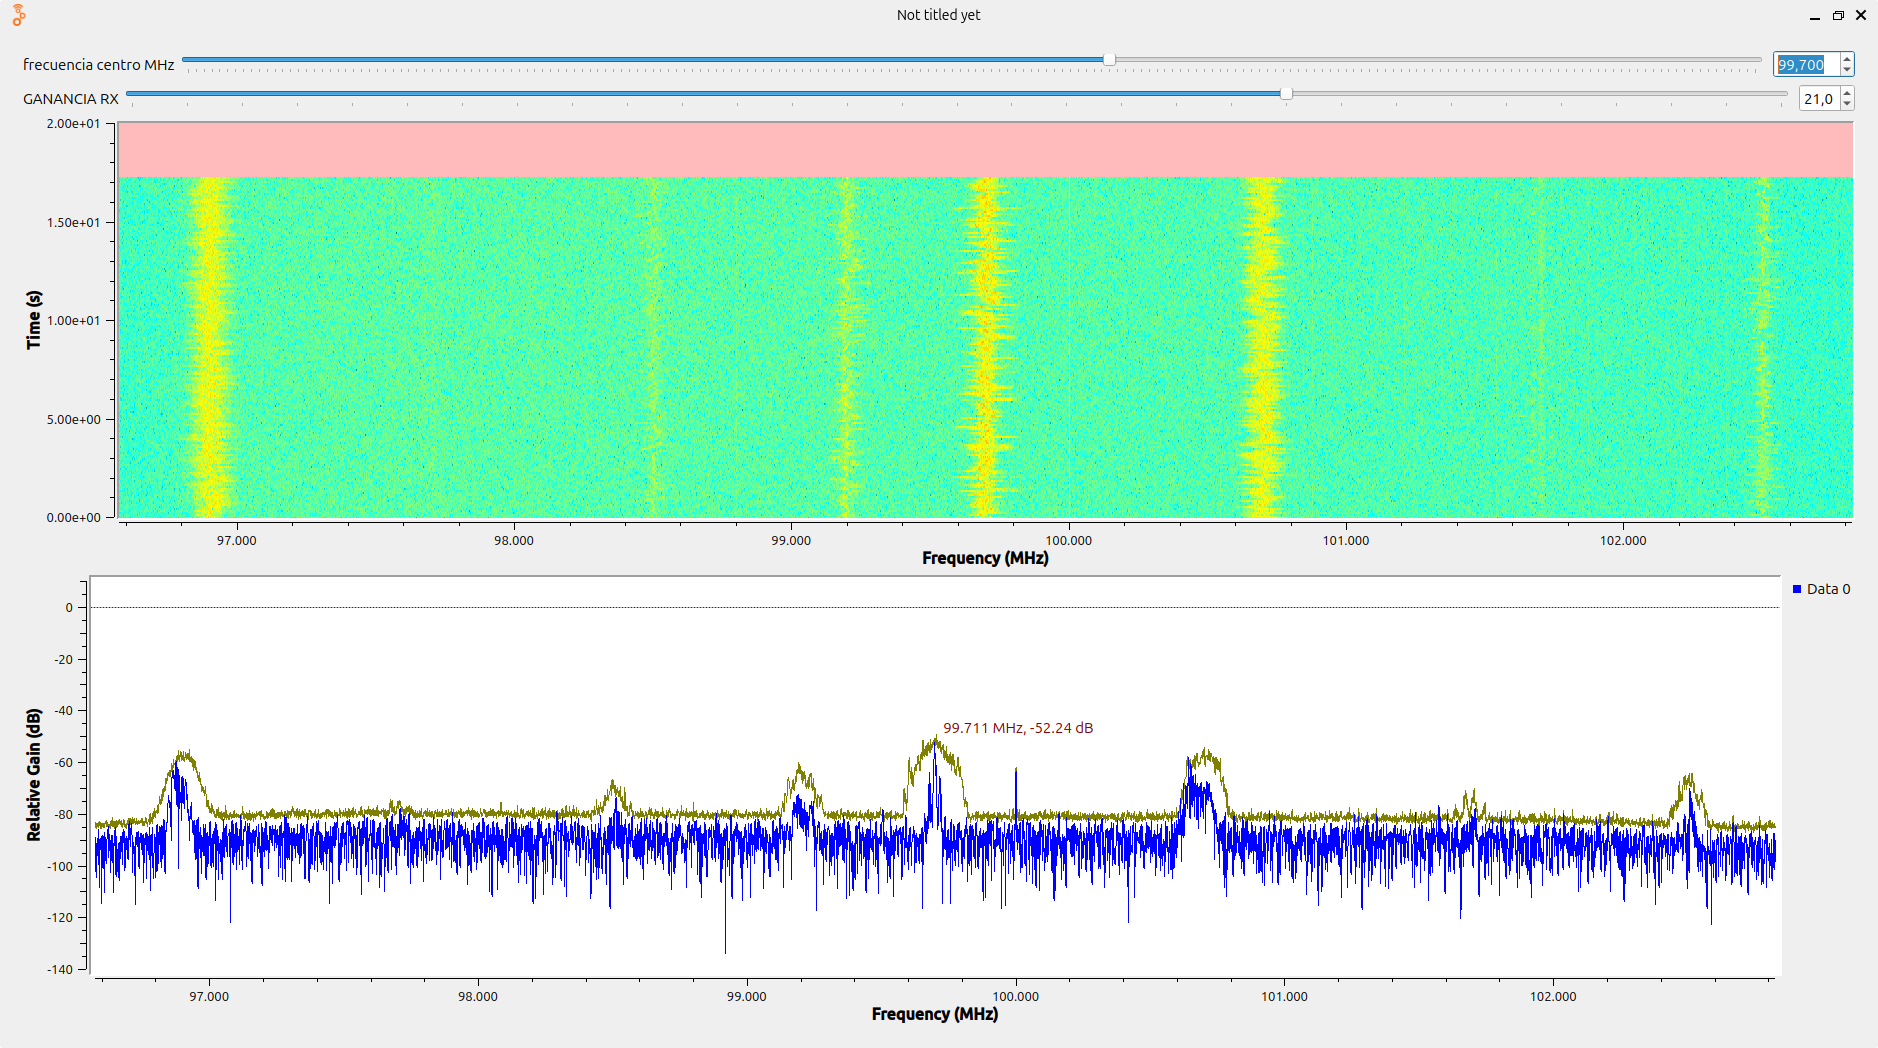 Not titled yet
frecuencia centro MHz
99,700
GANANCIA RX
21,0
2.00e+01
1.50e+01
1.00e+01
5.00e+00
0.00e+00
Time (s)
97.000 98.000 99.000 100.000 101.000 102.000
Frequency (MHz)
Data 0
0
-20
-40
-60
-80
-100
-120
-140
Relative Gain (dB)
99.711 MHz, -52.24 dB
97.000 98.000 99.000 100.000 101.000 102.000
Frequency (MHz)